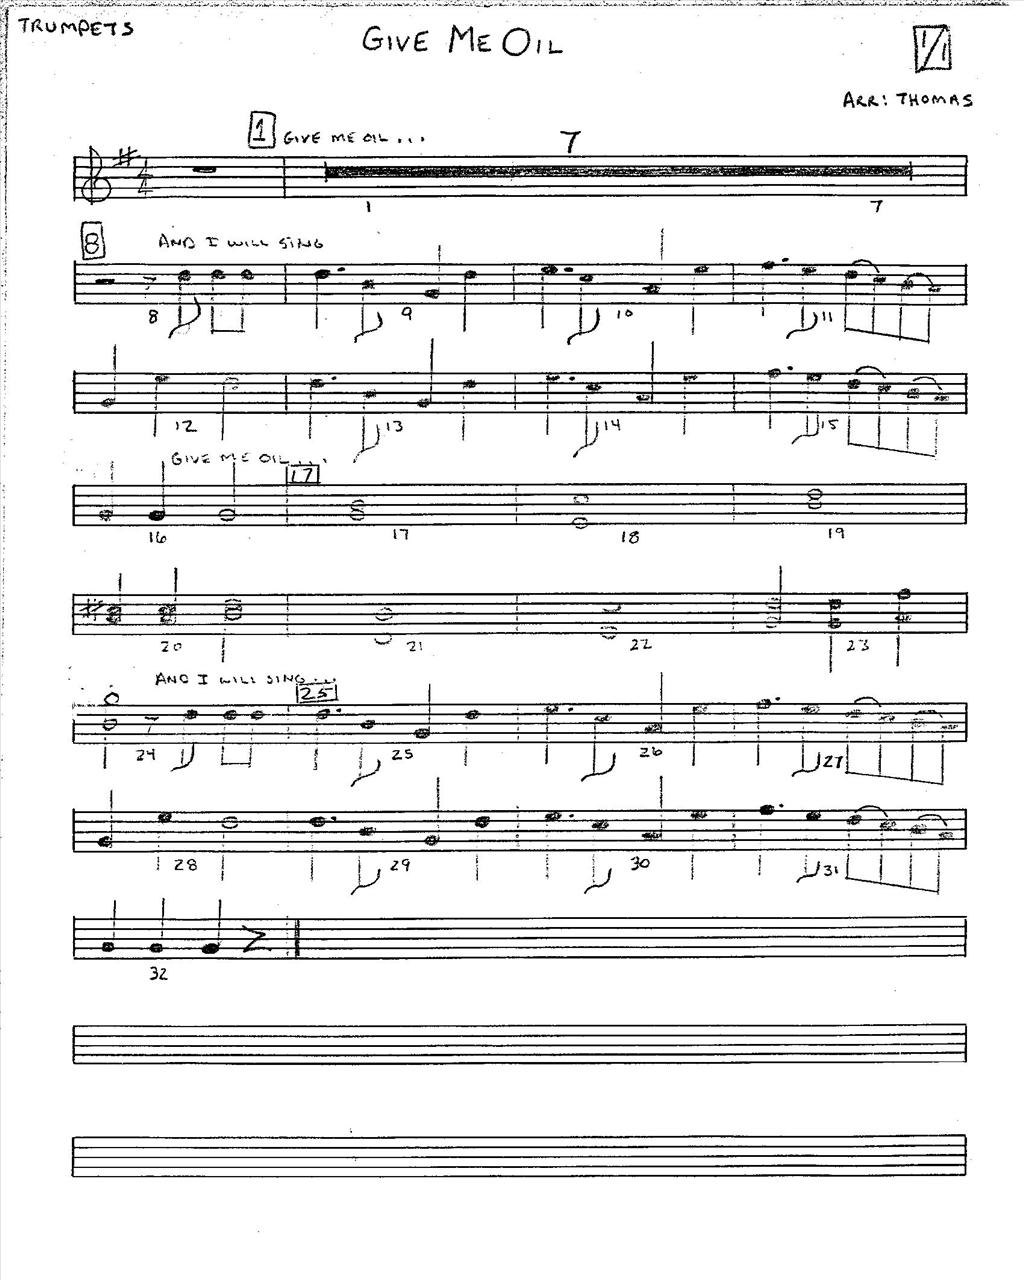 TRUMPETS
GIVE ME OIL
1/1
ARR: THOMAS
1 GIVE ME OIL... 7
4
4
1 7
8 AND I WILL SING
8 9 10 11
12 13 14 15
GIVE ME OIL... 17
16 17 18 19
20 21 22 23
AND I WILL SING... 25
24 25 26 27
28 29 30 31
32